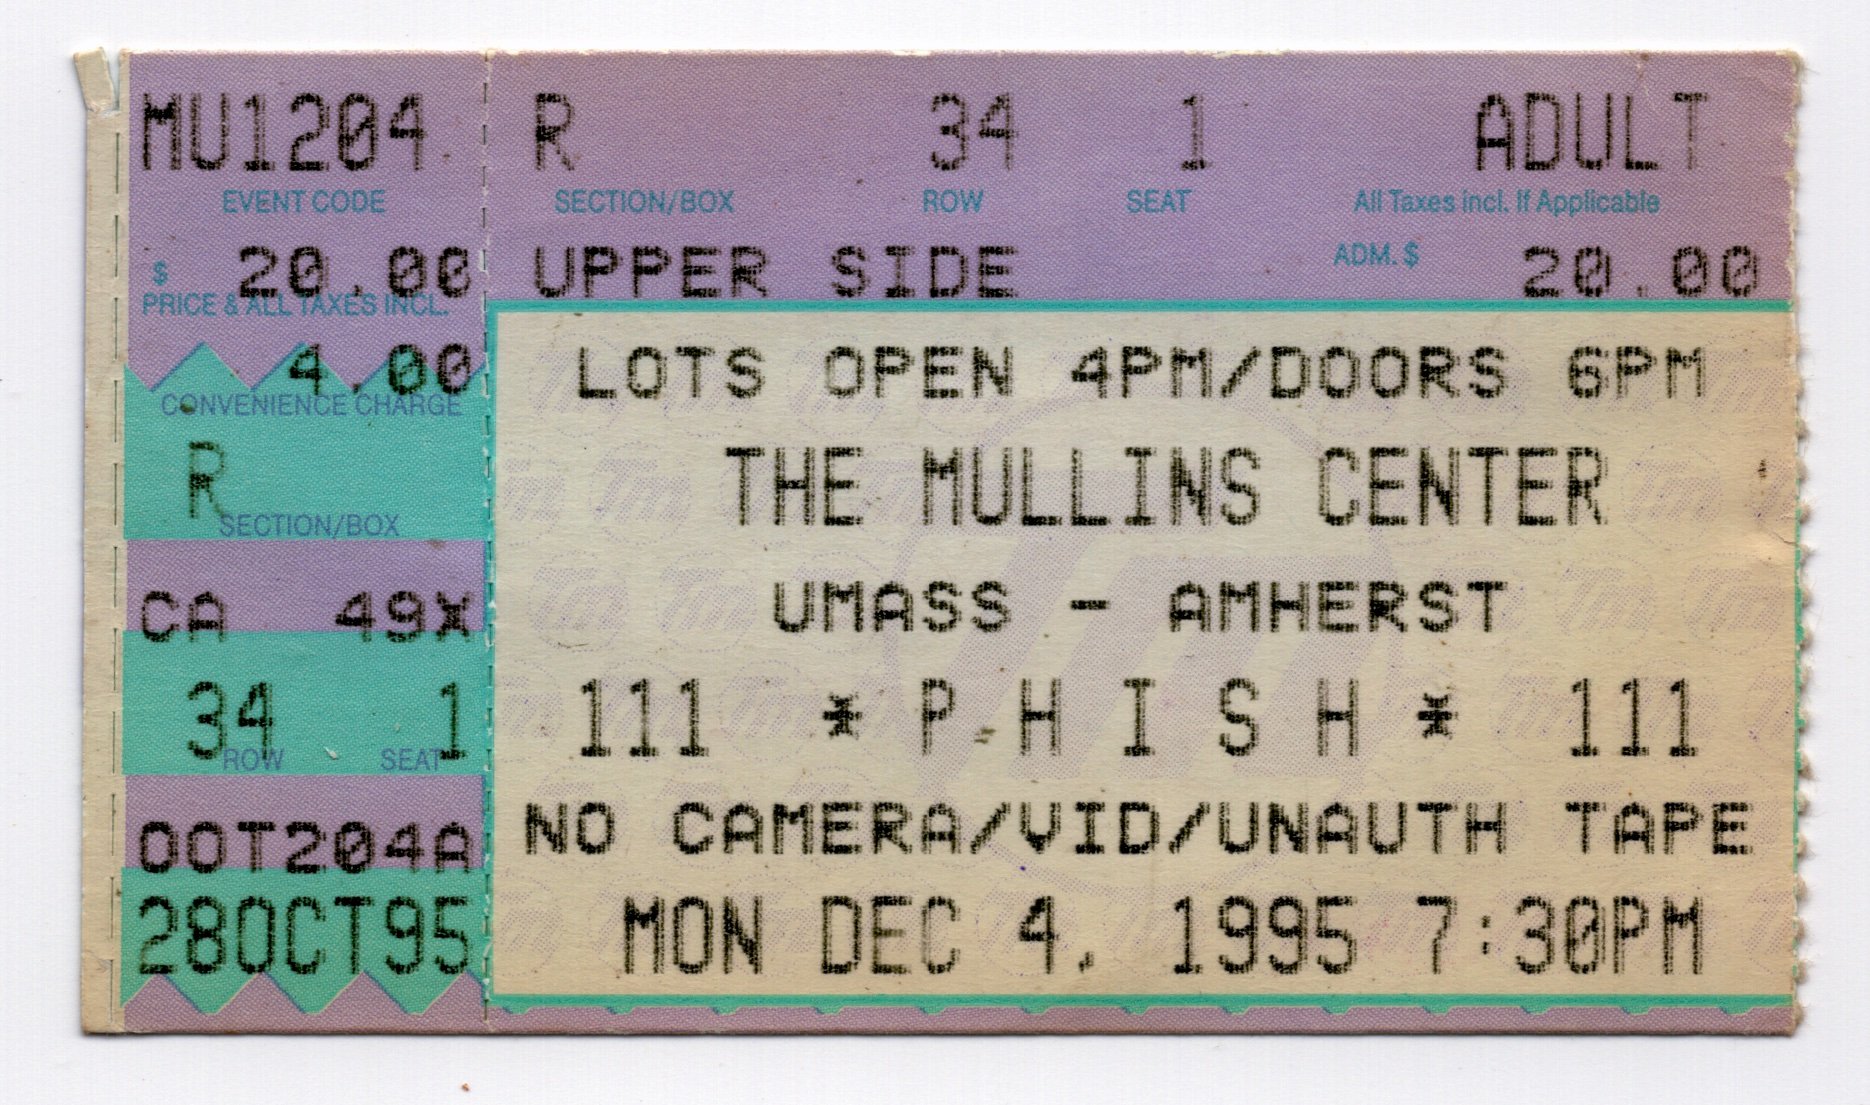 MU1204
EVENT CODE
$ 20.00
PRICE & ALL TAXES INCL.
4.00
CONVENIENCE CHARGE
R
SECTION/BOX
CA 49X
34 1
ROW SEAT
OOT204A
28OCT95
R 34 1 ADULT
SECTION/BOX ROW SEAT All Taxes incl. If Applicable
UPPER SIDE ADM. $ 20.00
LOTS OPEN 4PM/DOORS 6PM
THE MULLINS CENTER
UMASS - AMHERST
111 * P H I S H * 111
NO CAMERA/VID/UNAUTH TAPE
MON DEC 4, 1995 7:30PM